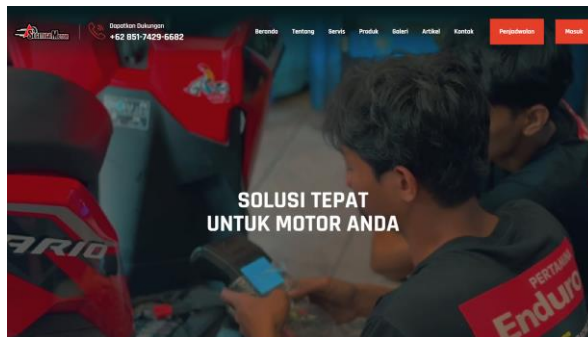 Dapatkan Dukungan
+62 851-7429-6682
Beranda Tentang Servis Produk Galeri Artikel Kontak Penjadwalan Masuk
SOLUSI TEPAT
UNTUK MOTOR ANDA
ARIO
PERTAMINA
Enduro